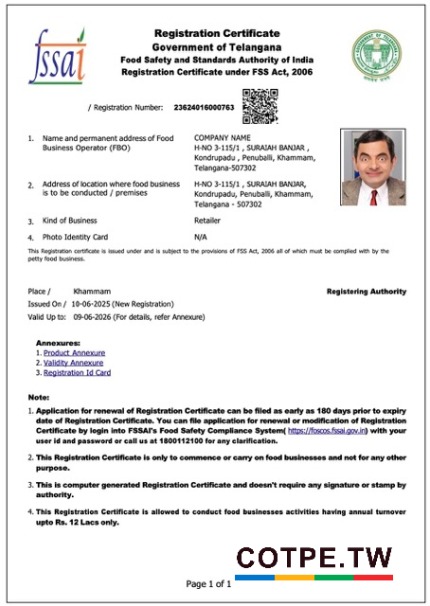 fssai
Registration Certificate
Government of Telangana
Food Safety and Standards Authority of India
Registration Certificate under FSS Act, 2006
/ Registration Number: 23624016000763
1. Name and permanent address of Food
Business Operator (FBO)
COMPANY NAME
H-NO 3-115/1 , SURAIAH BANJAR ,
Kondrupadu , Penuballi, Khammam,
Telangana-507302
2. Address of location where food business
is to be conducted / premises
H-NO 3-115/1 , SURAIAH BANJAR,
Kondrupadu, Penuballi, Khammam,
Telangana - 507302
3. Kind of Business
Retailer
4. Photo Identity Card
N/A
This Registration certificate is issued under and is subject to the provisions of FSS Act, 2006 all of which must be complied with by the
petty food business.
Place / Khammam
Registering Authority
Issued On / 10-06-2025 (New Registration)
Valid Up to: 09-06-2026 (For details, refer Annexure)
Annexures:
1. Product Annexure
2. Validity Annexure
3. Registration Id Card
Note:
1. Application for renewal of Registration Certificate can be filed as early as 180 days prior to expiry
date of Registration Certificate. You can file application for renewal or modification of Registration
Certificate by login into FSSAI's Food Safety Compliance System( https://foscos.fssai.gov.in) with your
user id and password or call us at 1800112100 for any clarification.
2. This Registration Certificate is only to commence or carry on food businesses and not for any other
purpose.
3. This is computer generated Registration Certificate and doesn't require any signature or stamp by
authority.
4. This Registration Certificate is allowed to conduct food businesses activities having annual turnover
upto Rs. 12 Lacs only.
COTPE.TW
Page 1 of 1